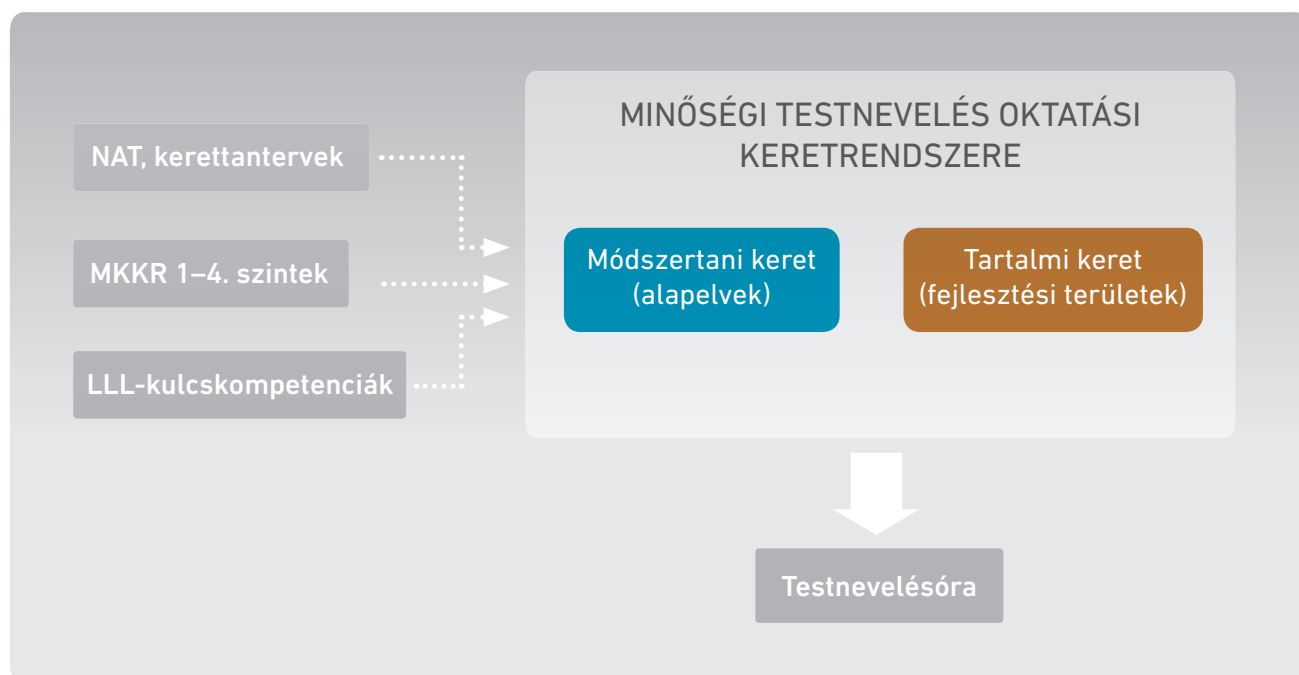 MINŐSÉGI TESTNEVELÉS OKTATÁSI
KERETRENDSZERE
NAT, kerettantervek
MKKR 1–4. szintek
LLL-kulcskompetenciák
Módszertani keret
(alapelvek)
Tartalmi keret
(fejlesztési területek)
Testnevelésóra